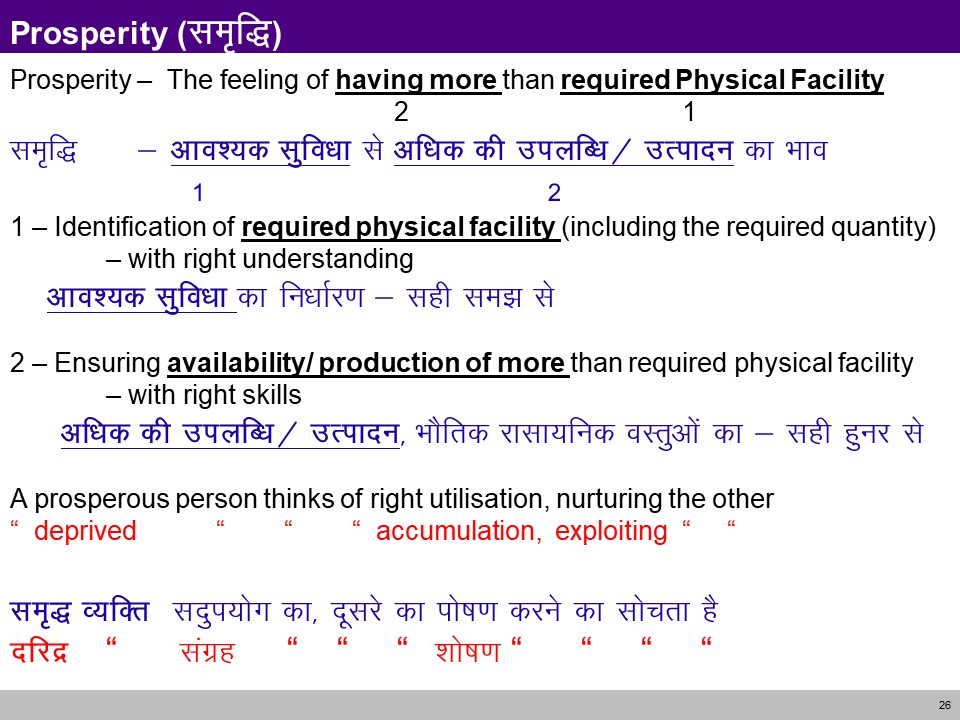 Prosperity (समृद्धि)
Prosperity – The feeling of having more than required Physical Facility
2 1
समृद्धि – आवश्यक सुविधा से अधिक की उपलब्धि/ उत्पादन का भाव
1 2
1 – Identification of required physical facility (including the required quantity)
– with right understanding
आवश्यक सुविधा का निर्धारण – सही समझ से
2 – Ensuring availability/ production of more than required physical facility
– with right skills
अधिक की उपलब्धि/ उत्पादन, भौतिक रासायनिक वस्तुओं का – सही हुनर से
A prosperous person thinks of right utilisation, nurturing the other
“ deprived “ “ “ accumulation, exploiting “ “
समृद्ध व्यक्ति सदुपयोग का, दूसरे का पोषण करने का सोचता है
दरिद्र “ संग्रह “ “ “ शोषण “ “ “ “
26